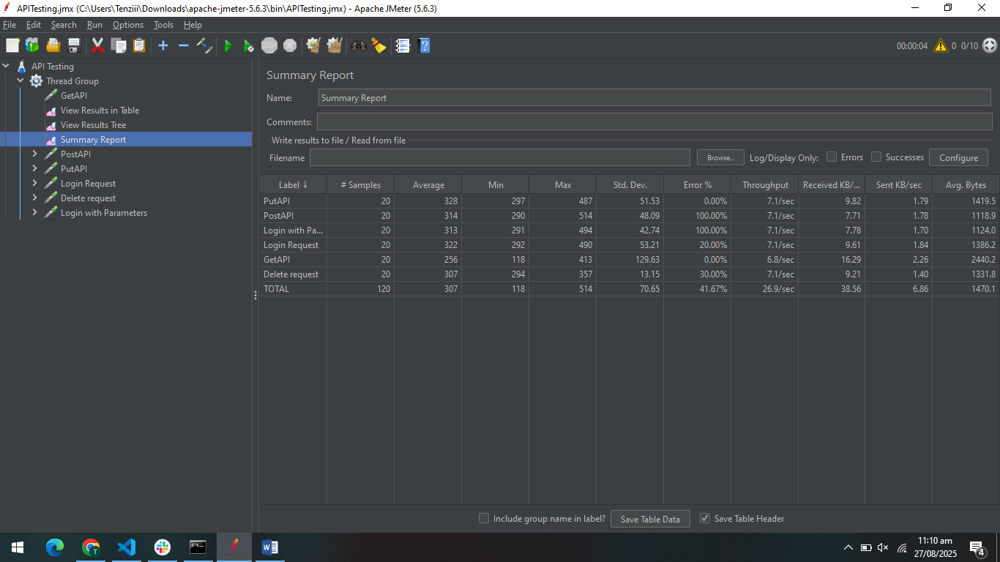 APITesting.jmx (C:\Users\Tenziii\Downloads\apache-jmeter-5.6.3\bin\APITesting.jmx) - Apache JMeter (5.6.3)
File Edit Search Run Options Tools Help
STOP 00:00:04 0 0/10
API Testing
Thread Group
GetAPI
View Results in Table
View Results Tree
Summary Report
PostAPI
PutAPI
Login Request
Delete request
Login with Parameters
Summary Report
Name: Summary Report
Comments:
Write results to file / Read from file
Filename Browse... Log/Display Only: Errors Successes Configure
Label ↓ # Samples Average Min Max Std. Dev. Error % Throughput Received KB/... Sent KB/sec Avg. Bytes
PutAPI 20 328 297 487 51.53 0.00% 7.1/sec 9.82 1.79 1419.5
PostAPI 20 314 290 514 48.09 100.00% 7.1/sec 7.71 1.78 1118.9
Login with Pa... 20 313 291 494 42.74 100.00% 7.1/sec 7.78 1.70 1124.0
Login Request 20 322 292 490 53.21 20.00% 7.1/sec 9.61 1.84 1386.2
GetAPI 20 256 118 413 129.63 0.00% 6.8/sec 16.29 2.26 2440.2
Delete request 20 307 294 357 13.15 30.00% 7.1/sec 9.21 1.40 1331.8
TOTAL 120 307 118 514 70.65 41.67% 26.9/sec 38.56 6.86 1470.1
Include group name in label? Save Table Data Save Table Header
11:10 am
27/08/2025
4